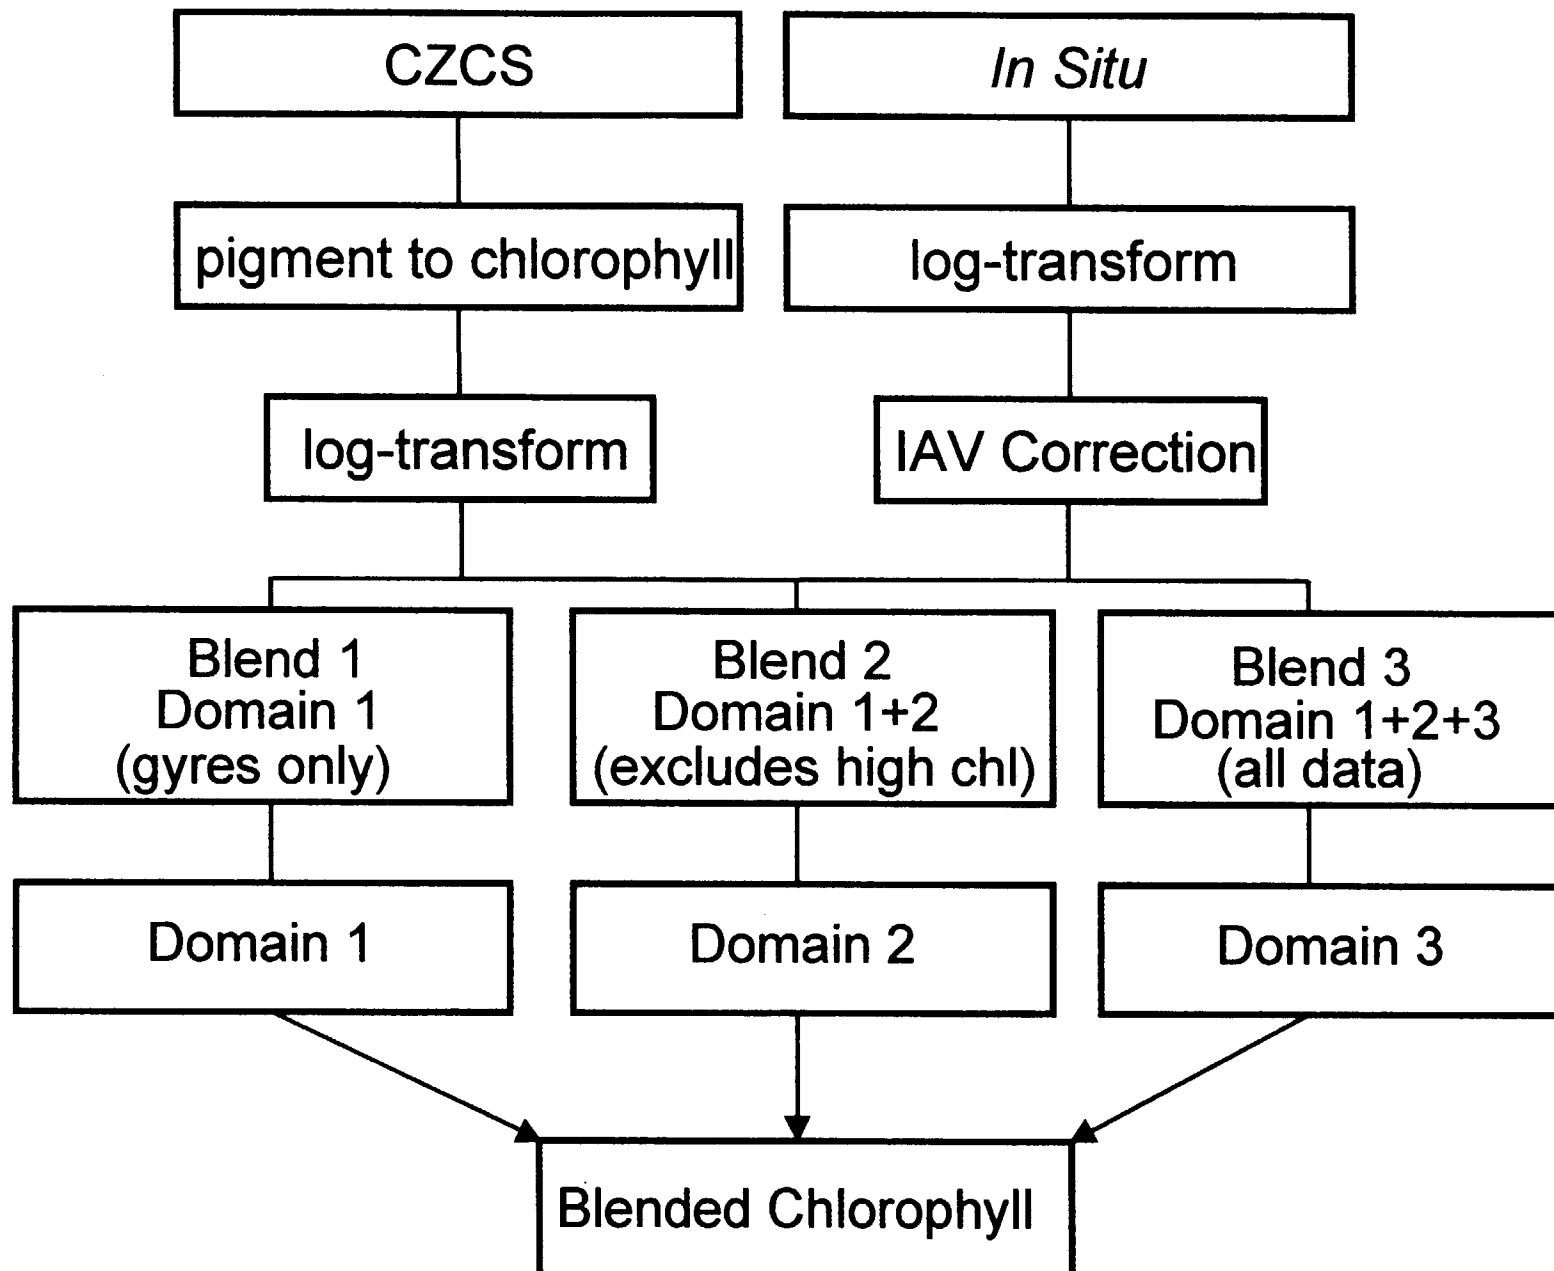 CZCS
In Situ
pigment to chlorophyll
log-transform
log-transform
IAV Correction
Blend 1
Domain 1
(gyres only)
Blend 2
Domain 1+2
(excludes high chl)
Blend 3
Domain 1+2+3
(all data)
Domain 1
Domain 2
Domain 3
Blended Chlorophyll